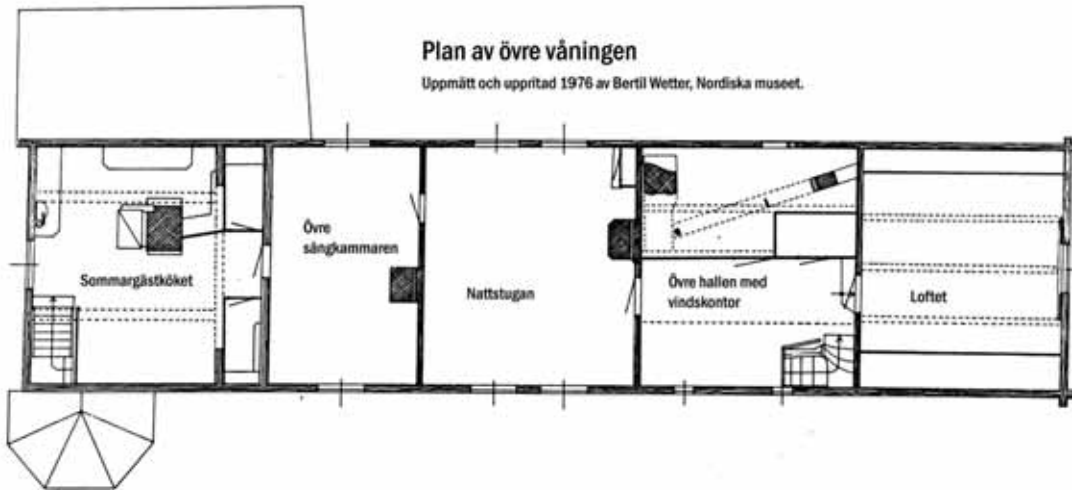 Plan av övre våningen
Uppmätt och uppritad 1976 av Bertil Wetter, Nordiska museet.
Övre
sängkammaren
Sommargästköket
Nattstugan
Övre hallen med
vindskontor
Loftet